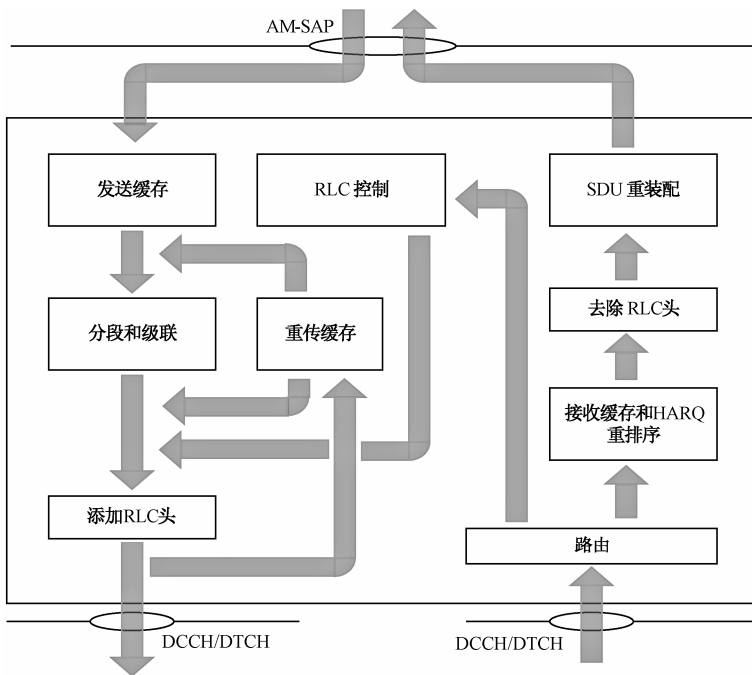 AM-SAP
发送缓存
RLC 控制
SDU 重装配
分段和级联
重传缓存
去除 RLC头
接收缓存和HARQ
重排序
添加RLC头
路由
DCCH/DTCH
DCCH/DTCH